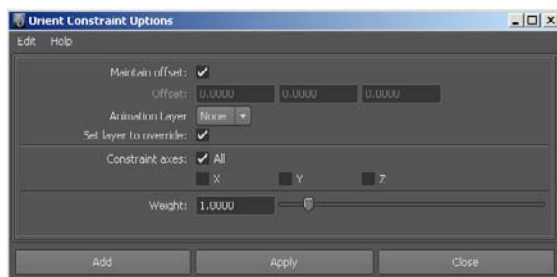 Orient Constraint Options
Edit Help
Maintain offset:
Offset: 0.0000 0.0000 0.0000
Animation Layer None
Set layer to override:
Constraint axes: All
X Y Z
Weight: 1.0000
Add Apply Close